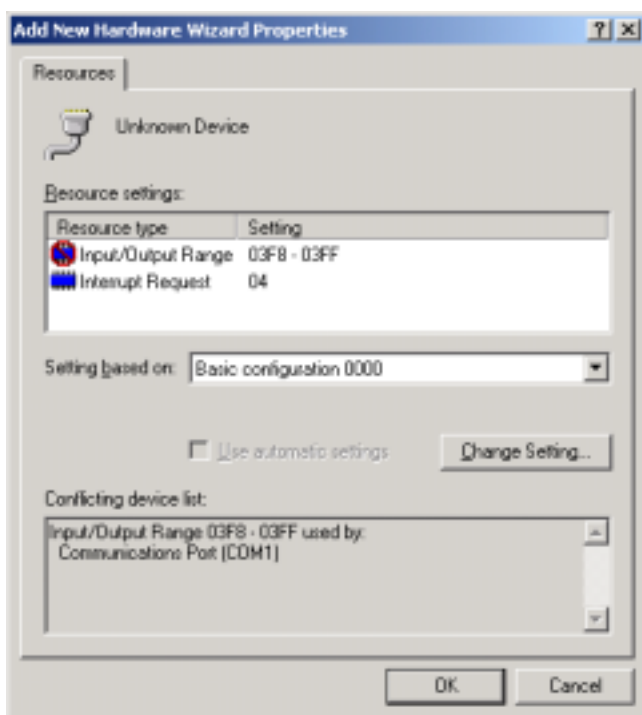 Add New Hardware Wizard Properties
Resources
Unknown Device
Resource settings:
Resource type Setting
Input/Output Range 03F8 - 03FF
Interrupt Request 04
Setting based on: Basic configuration 0000
Use automatic settings Change Setting...
Conflicting device list:
Input/Output Range 03F8 - 03FF used by:
Communications Port (COM1)
OK Cancel